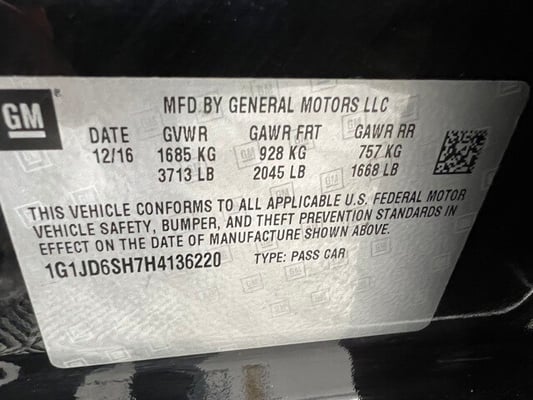 GM ® MFD BY GENERAL MOTORS LLC
DATE GVWR GAWR FRT GAWR RR
12/16 1685 KG 928 KG 757 KG
3713 LB 2045 LB 1668 LB
THIS VEHICLE CONFORMS TO ALL APPLICABLE U.S. FEDERAL MOTOR
VEHICLE SAFETY, BUMPER, AND THEFT PREVENTION STANDARDS IN
EFFECT ON THE DATE OF MANUFACTURE SHOWN ABOVE.
1G1JD6SH7H4136220 TYPE: PASS CAR